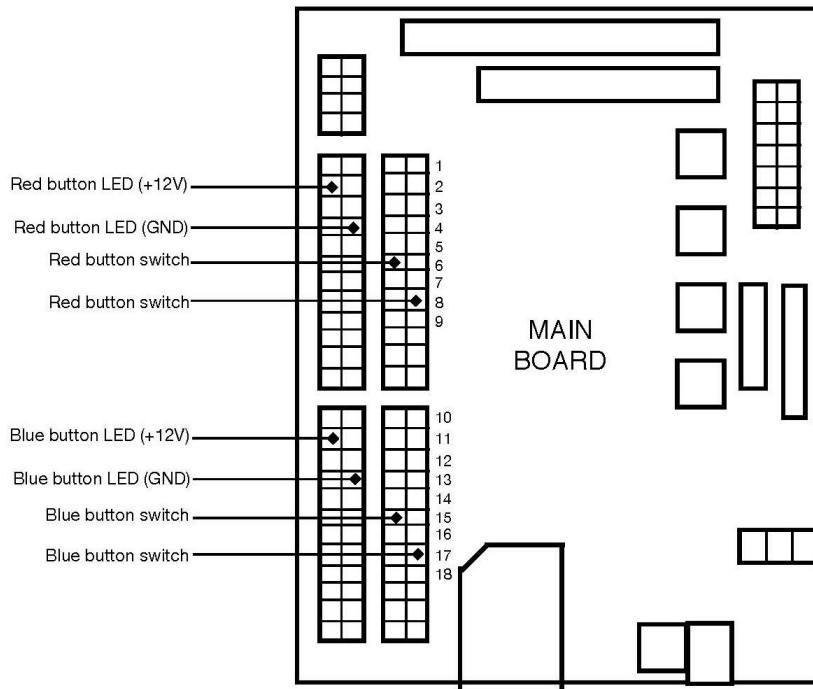 1
Red button LED (+12V)
2
3
Red button LED (GND)
4
5
Red button switch
6
7
Red button switch
8
9
MAIN
BOARD
10
Blue button LED (+12V)
11
12
Blue button LED (GND)
13
14
Blue button switch
15
16
Blue button switch
17
18